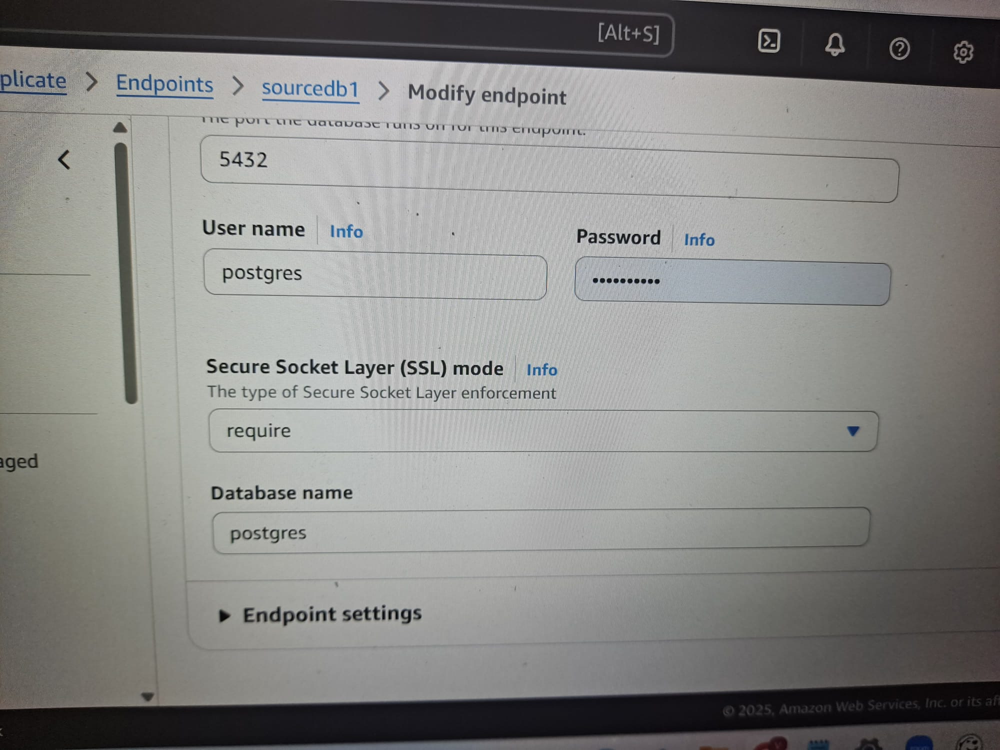 [Alt+S]
plicate > Endpoints > sourcedb1 > Modify endpoint
The port the database runs on for this endpoint.
5432
User name Info
Password Info
postgres
••••••••••
Secure Socket Layer (SSL) mode Info
The type of Secure Socket Layer enforcement
require
aged
Database name
postgres
Endpoint settings
© 2025, Amazon Web Services, Inc. or its aff